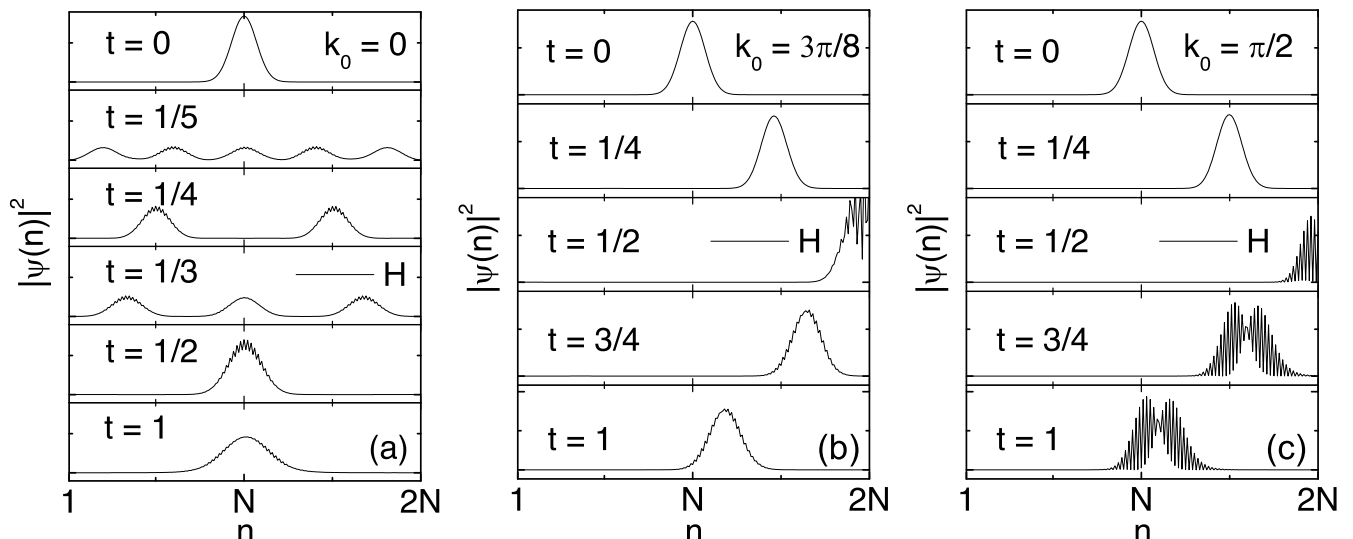 t = 0 k₀ = 0
t = 1/5
t = 1/4
t = 1/3 H
t = 1/2
t = 1 (a)
|ψ(n)|²
1 N 2N
n
t = 0 k₀ = 3π/8
t = 1/4
t = 1/2 H
t = 3/4
t = 1 (b)
|ψ(n)|²
1 N 2N
n
t = 0 k₀ = π/2
t = 1/4
t = 1/2 H
t = 3/4
t = 1 (c)
|ψ(n)|²
1 N 2N
n